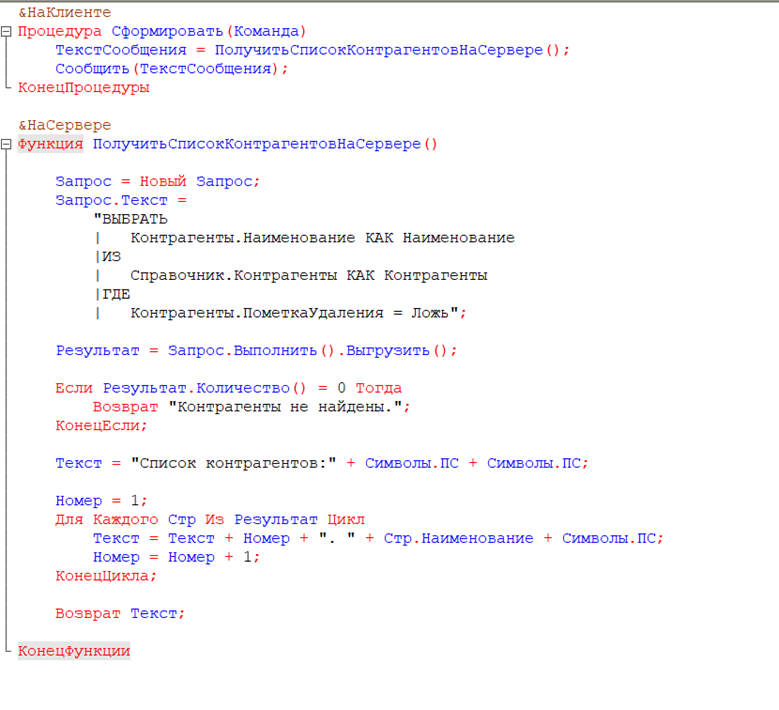 &НаКлиенте
Процедура Сформировать(Команда)
    ТекстСообщения = ПолучитьСписокКонтрагентовНаСервере();
    Сообщить(ТекстСообщения);
КонецПроцедуры
&НаСервере
Функция ПолучитьСписокКонтрагентовНаСервере()
    Запрос = Новый Запрос;
    Запрос.Текст =
        "ВЫБРАТЬ
        |   Контрагенты.Наименование КАК Наименование
        |ИЗ
        |   Справочник.Контрагенты КАК Контрагенты
        |ГДЕ
        |   Контрагенты.ПометкаУдаления = Ложь";
    Результат = Запрос.Выполнить().Выгрузить();
    Если Результат.Количество() = 0 Тогда
        Возврат "Контрагенты не найдены.";
    КонецЕсли;
    Текст = "Список контрагентов:" + Символы.ПС + Символы.ПС;
    Номер = 1;
    Для Каждого Стр Из Результат Цикл
        Текст = Текст + Номер + ". " + Стр.Наименование + Символы.ПС;
        Номер = Номер + 1;
    КонецЦикла;
    Возврат Текст;
КонецФункции